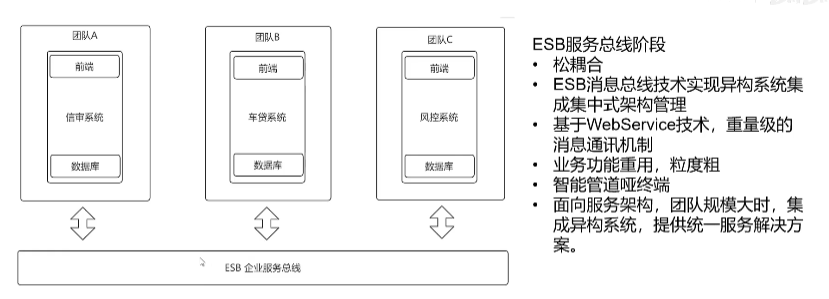 团队A
前端
信审系统
数据库
团队B
前端
车贷系统
数据库
团队C
前端
风控系统
数据库
ESB 企业服务总线
ESB服务总线阶段
• 松耦合
• ESB消息总线技术实现异构系统集
成集中式架构管理
• 基于WebService技术，重量级的
消息通讯机制
• 业务功能重用，粒度粗
• 智能管道哑终端
• 面向服务架构，团队规模大时，集
成异构系统，提供统一服务解决方
案。